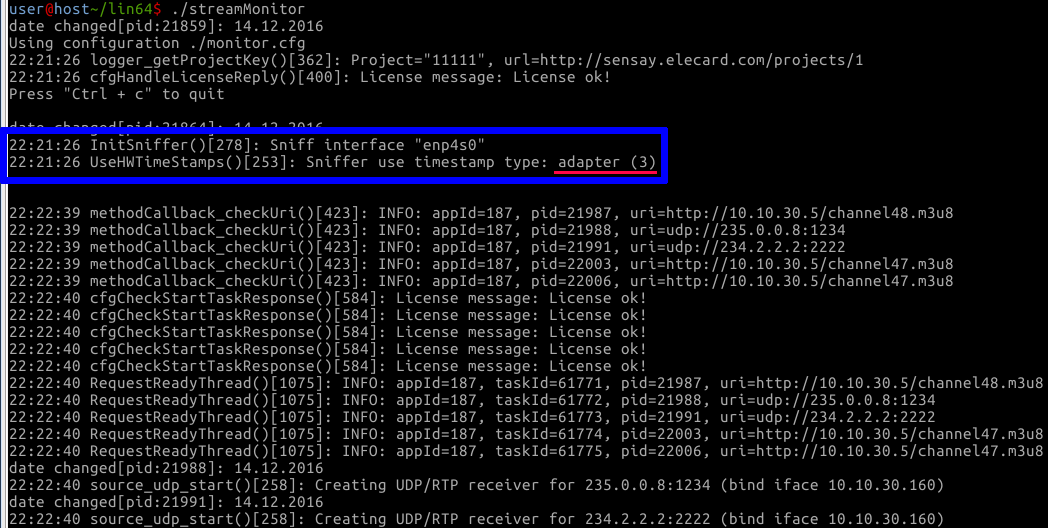 user@host~/lin64$ ./streamMonitor
date changed[pid:21859]: 14.12.2016
Using configuration ./monitor.cfg
22:21:26 logger_getProjectKey()[362]: Project="11111", url=http://sensay.elecard.com/projects/1
22:21:26 cfgHandleLicenseReply()[400]: License message: License ok!
Press "Ctrl + c" to quit
date changed[pid:21864]: 14.12.2016
22:21:26 InitSniffer()[278]: Sniff interface "enp4s0"
22:21:26 UseHWTimeStamps()[253]: Sniffer use timestamp type: adapter (3)
22:22:39 methodCallback_checkUri()[423]: INFO: appId=187, pid=21987, uri=http://10.10.30.5/channel48.m3u8
22:22:39 methodCallback_checkUri()[423]: INFO: appId=187, pid=21988, uri=udp://235.0.0.8:1234
22:22:39 methodCallback_checkUri()[423]: INFO: appId=187, pid=21991, uri=udp://234.2.2.2:2222
22:22:39 methodCallback_checkUri()[423]: INFO: appId=187, pid=22003, uri=http://10.10.30.5/channel47.m3u8
22:22:39 methodCallback_checkUri()[423]: INFO: appId=187, pid=22006, uri=http://10.10.30.5/channel47.m3u8
22:22:40 cfgCheckStartTaskResponse()[584]: License message: License ok!
22:22:40 cfgCheckStartTaskResponse()[584]: License message: License ok!
22:22:40 cfgCheckStartTaskResponse()[584]: License message: License ok!
22:22:40 cfgCheckStartTaskResponse()[584]: License message: License ok!
22:22:40 cfgCheckStartTaskResponse()[584]: License message: License ok!
22:22:40 RequestReadyThread()[1075]: INFO: appId=187, taskId=61771, pid=21987, uri=http://10.10.30.5/channel48.m3u8
22:22:40 RequestReadyThread()[1075]: INFO: appId=187, taskId=61772, pid=21988, uri=udp://235.0.0.8:1234
22:22:40 RequestReadyThread()[1075]: INFO: appId=187, taskId=61773, pid=21991, uri=udp://234.2.2.2:2222
22:22:40 RequestReadyThread()[1075]: INFO: appId=187, taskId=61774, pid=22003, uri=http://10.10.30.5/channel47.m3u8
22:22:40 RequestReadyThread()[1075]: INFO: appId=187, taskId=61775, pid=22006, uri=http://10.10.30.5/channel47.m3u8
date changed[pid:21988]: 14.12.2016
22:22:40 source_udp_start()[258]: Creating UDP/RTP receiver for 235.0.0.8:1234 (bind iface 10.10.30.160)
date changed[pid:21991]: 14.12.2016
22:22:40 source_udp_start()[258]: Creating UDP/RTP receiver for 234.2.2.2:2222 (bind iface 10.10.30.160)